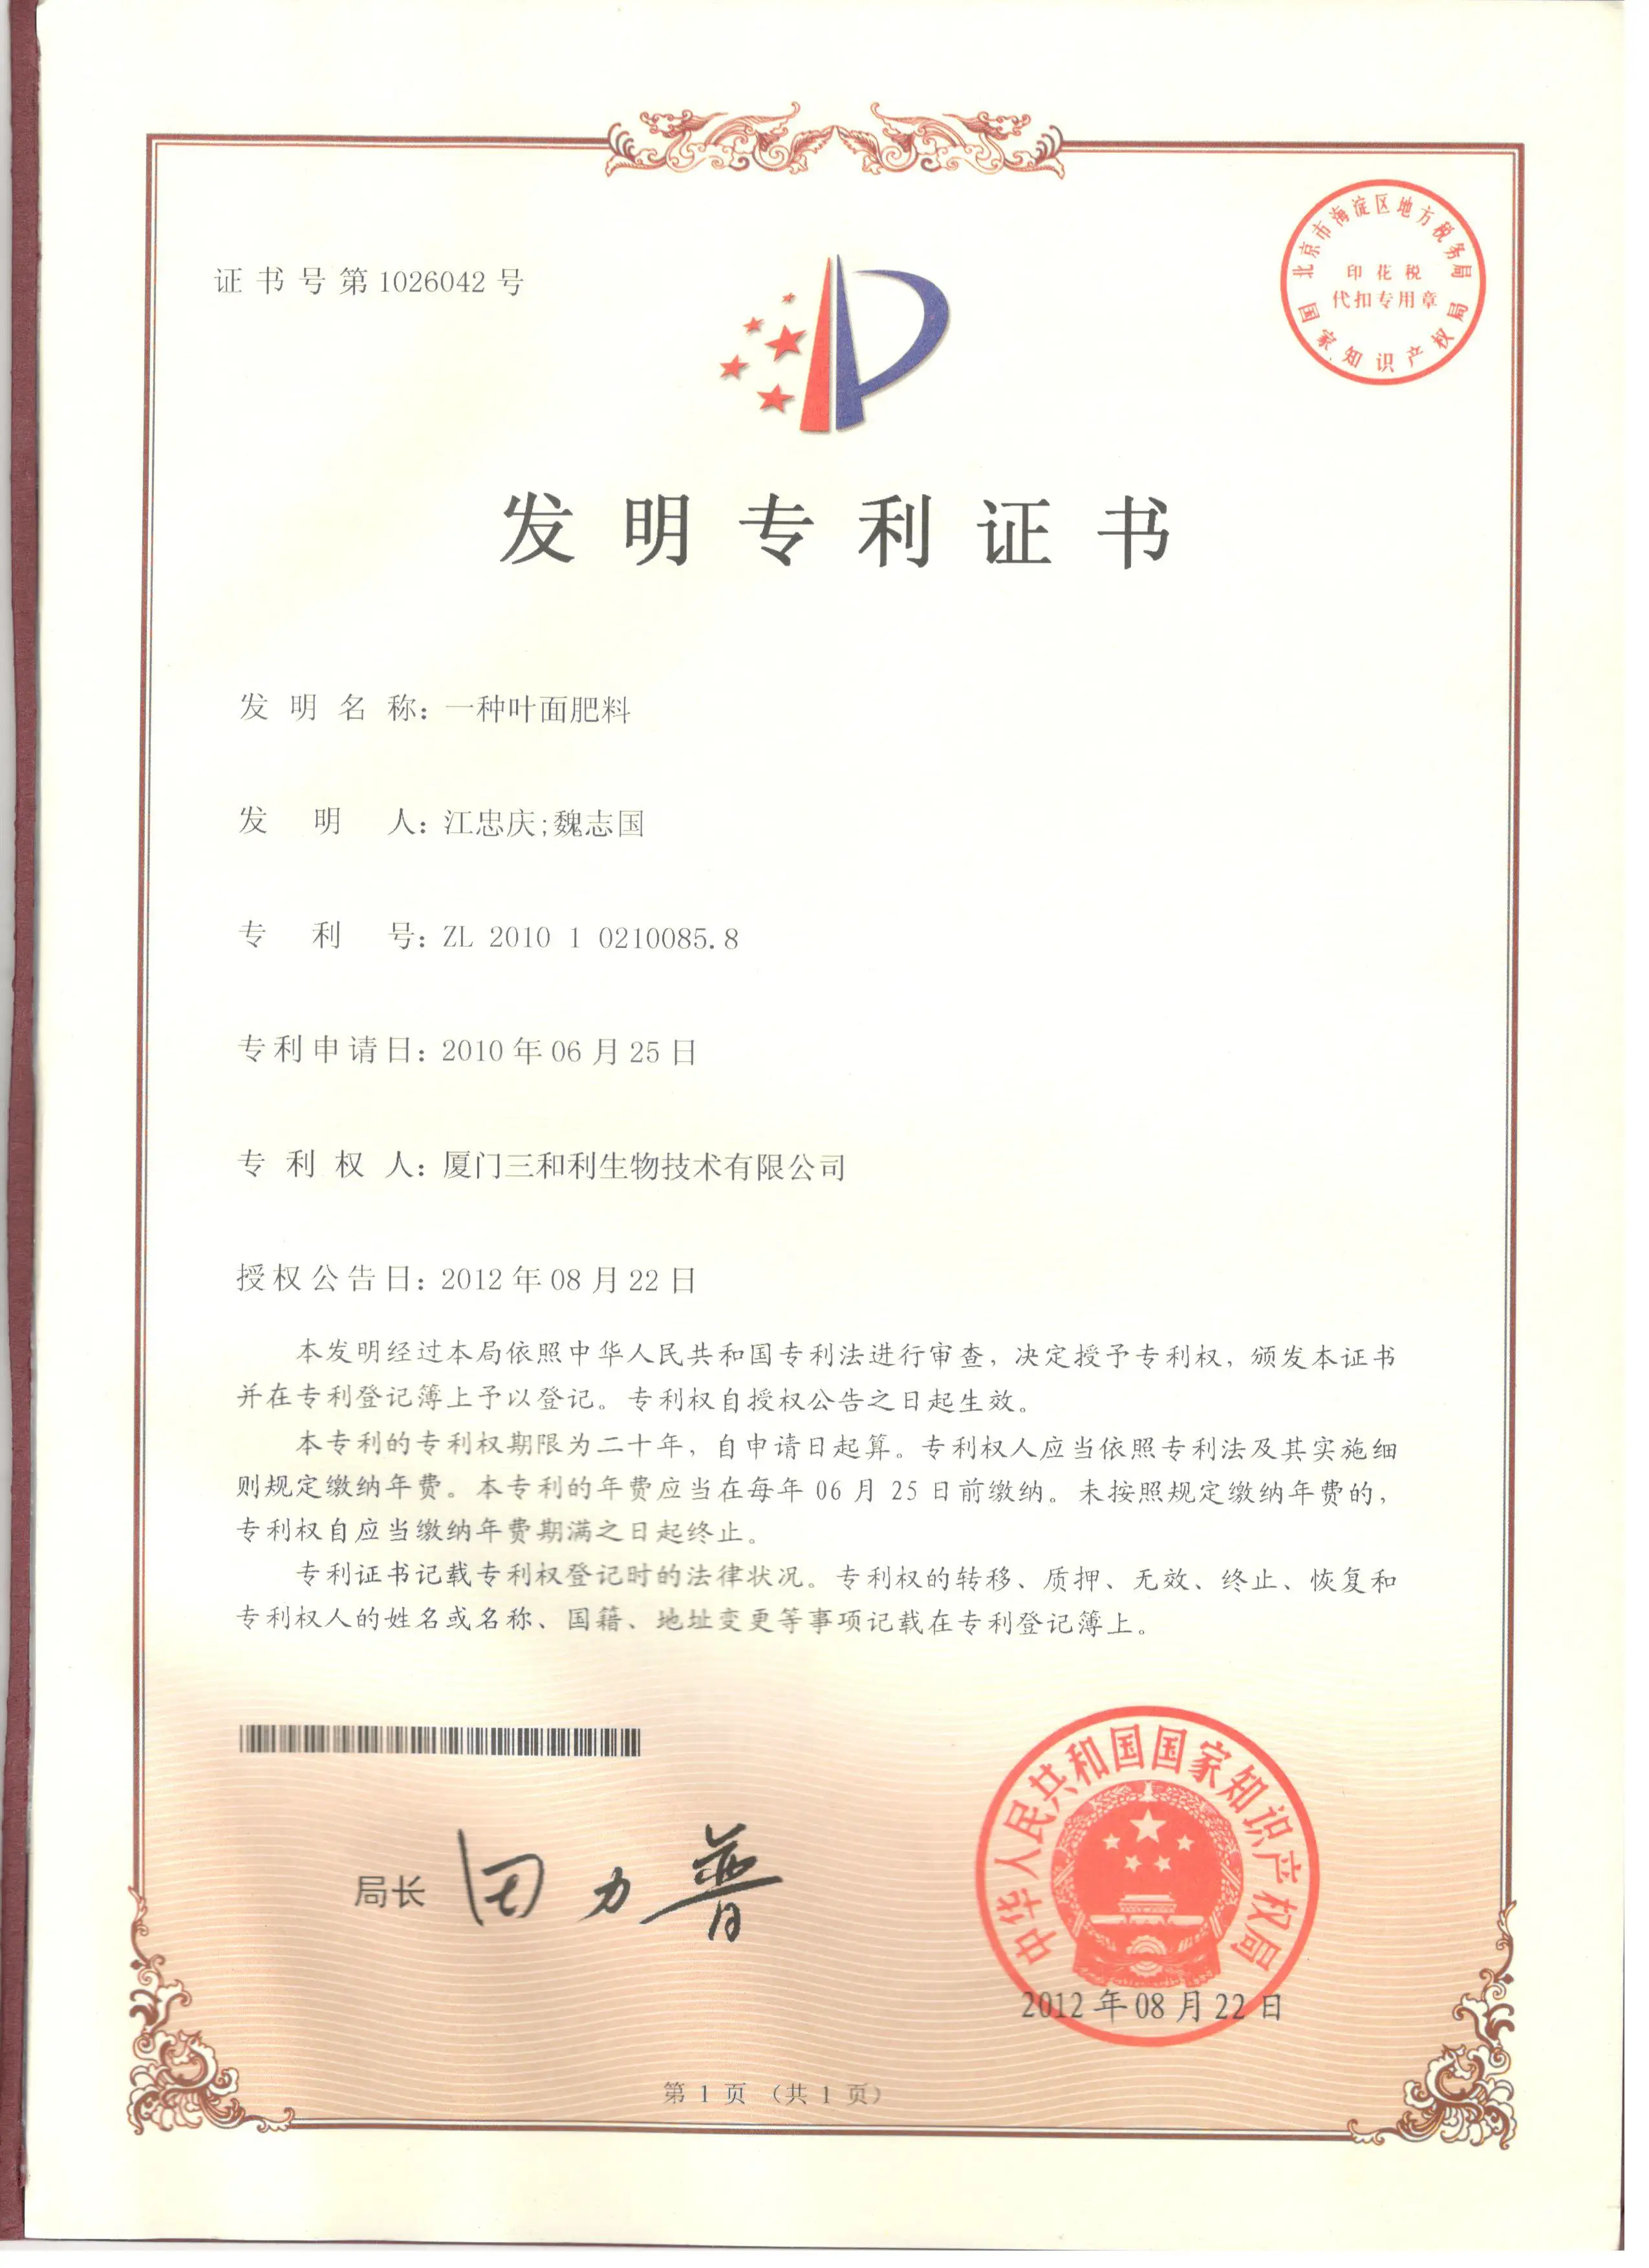 证书号第1026042号
北京市海淀区地方税务局
印花税
代扣专用章
国家知识产权局
发明专利证书
发明名称：一种叶面肥料
发明人：江忠庆;魏志国
专利号：ZL 2010 1 0210085.8
专利申请日：2010年06月25日
专利权人：厦门三和利生物技术有限公司
授权公告日：2012年08月22日
本发明经过本局依照中华人民共和国专利法进行审查，决定授予专利权，颁发本证书
并在专利登记簿上予以登记。专利权自授权公告之日起生效。
本专利的专利权期限为二十年，自申请日起算。专利权人应当依照专利法及其实施细
则规定缴纳年费。本专利的年费应当在每年06月25日前缴纳。未按照规定缴纳年费的，
专利权自应当缴纳年费期满之日起终止。
专利证书记载专利权登记时的法律状况。专利权的转移、质押、无效、终止、恢复和
专利权人的姓名或名称、国籍、地址变更等事项记载在专利登记簿上。
局长 田力普
中华人民共和国国家知识产权局
2012年08月22日
第1页（共1页）